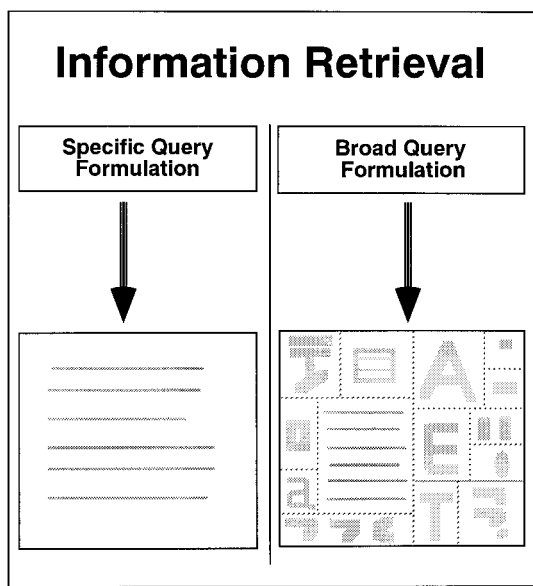 Information Retrieval
Specific Query
Formulation
Broad Query
Formulation
A
E
a
T